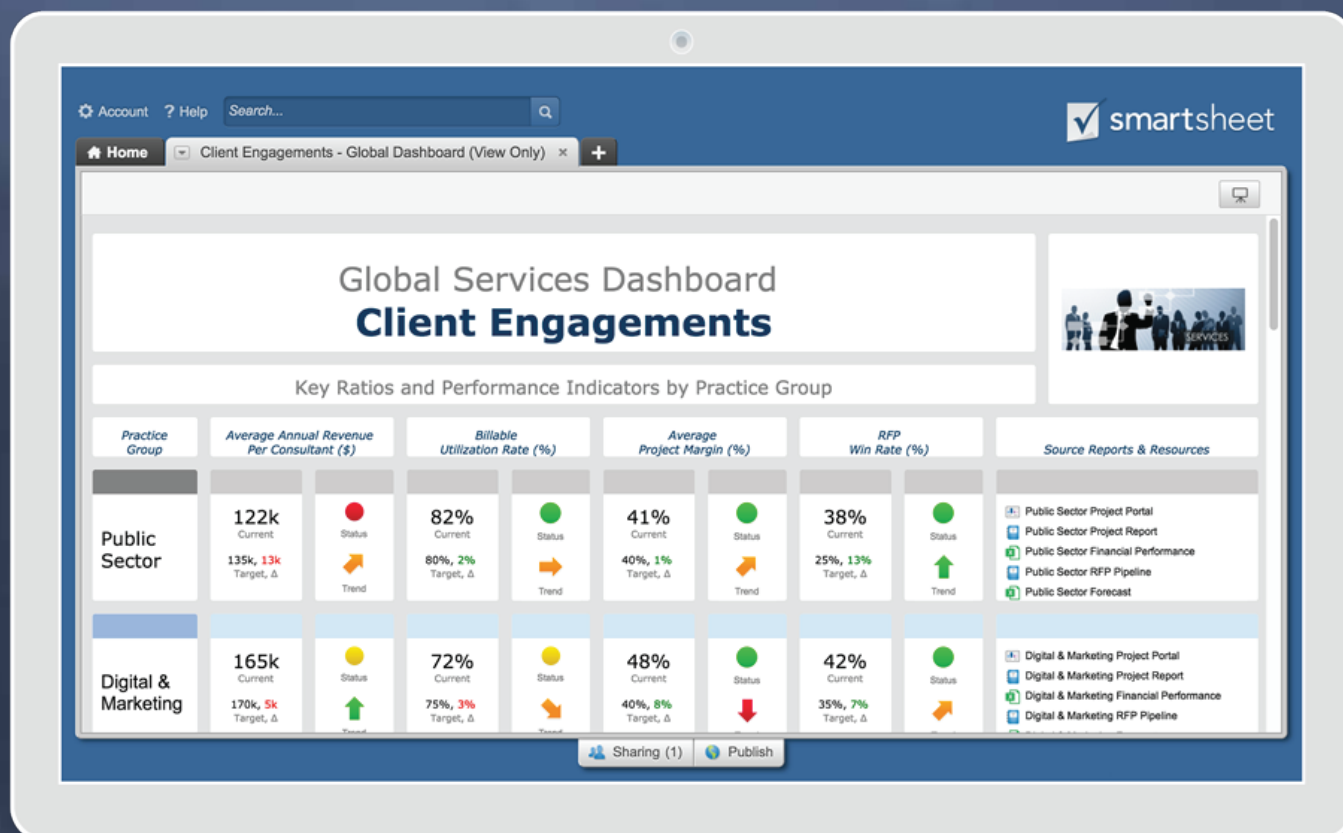 Account ? Help Search...
smartsheet
Home Client Engagements - Global Dashboard (View Only) × +
Global Services Dashboard
Client Engagements
SERVICES
Key Ratios and Performance Indicators by Practice Group
Practice Group
Average Annual Revenue Per Consultant ($)
Billable Utilization Rate (%)
Average Project Margin (%)
RFP Win Rate (%)
Source Reports & Resources
Public Sector
122k
Current
135k, 13k
Target, Δ
Status
Trend
82%
Current
80%, 2%
Target, Δ
Status
Trend
41%
Current
40%, 1%
Target, Δ
Status
Trend
38%
Current
25%, 13%
Target, Δ
Status
Trend
Public Sector Project Portal
Public Sector Project Report
Public Sector Financial Performance
Public Sector RFP Pipeline
Public Sector Forecast
Digital & Marketing
165k
Current
170k, 5k
Target, Δ
Status
72%
Current
75%, 3%
Target, Δ
Status
48%
Current
40%, 8%
Target, Δ
Status
42%
Current
35%, 7%
Target, Δ
Status
Digital & Marketing Project Portal
Digital & Marketing Project Report
Digital & Marketing Financial Performance
Digital & Marketing RFP Pipeline
Sharing (1) Publish